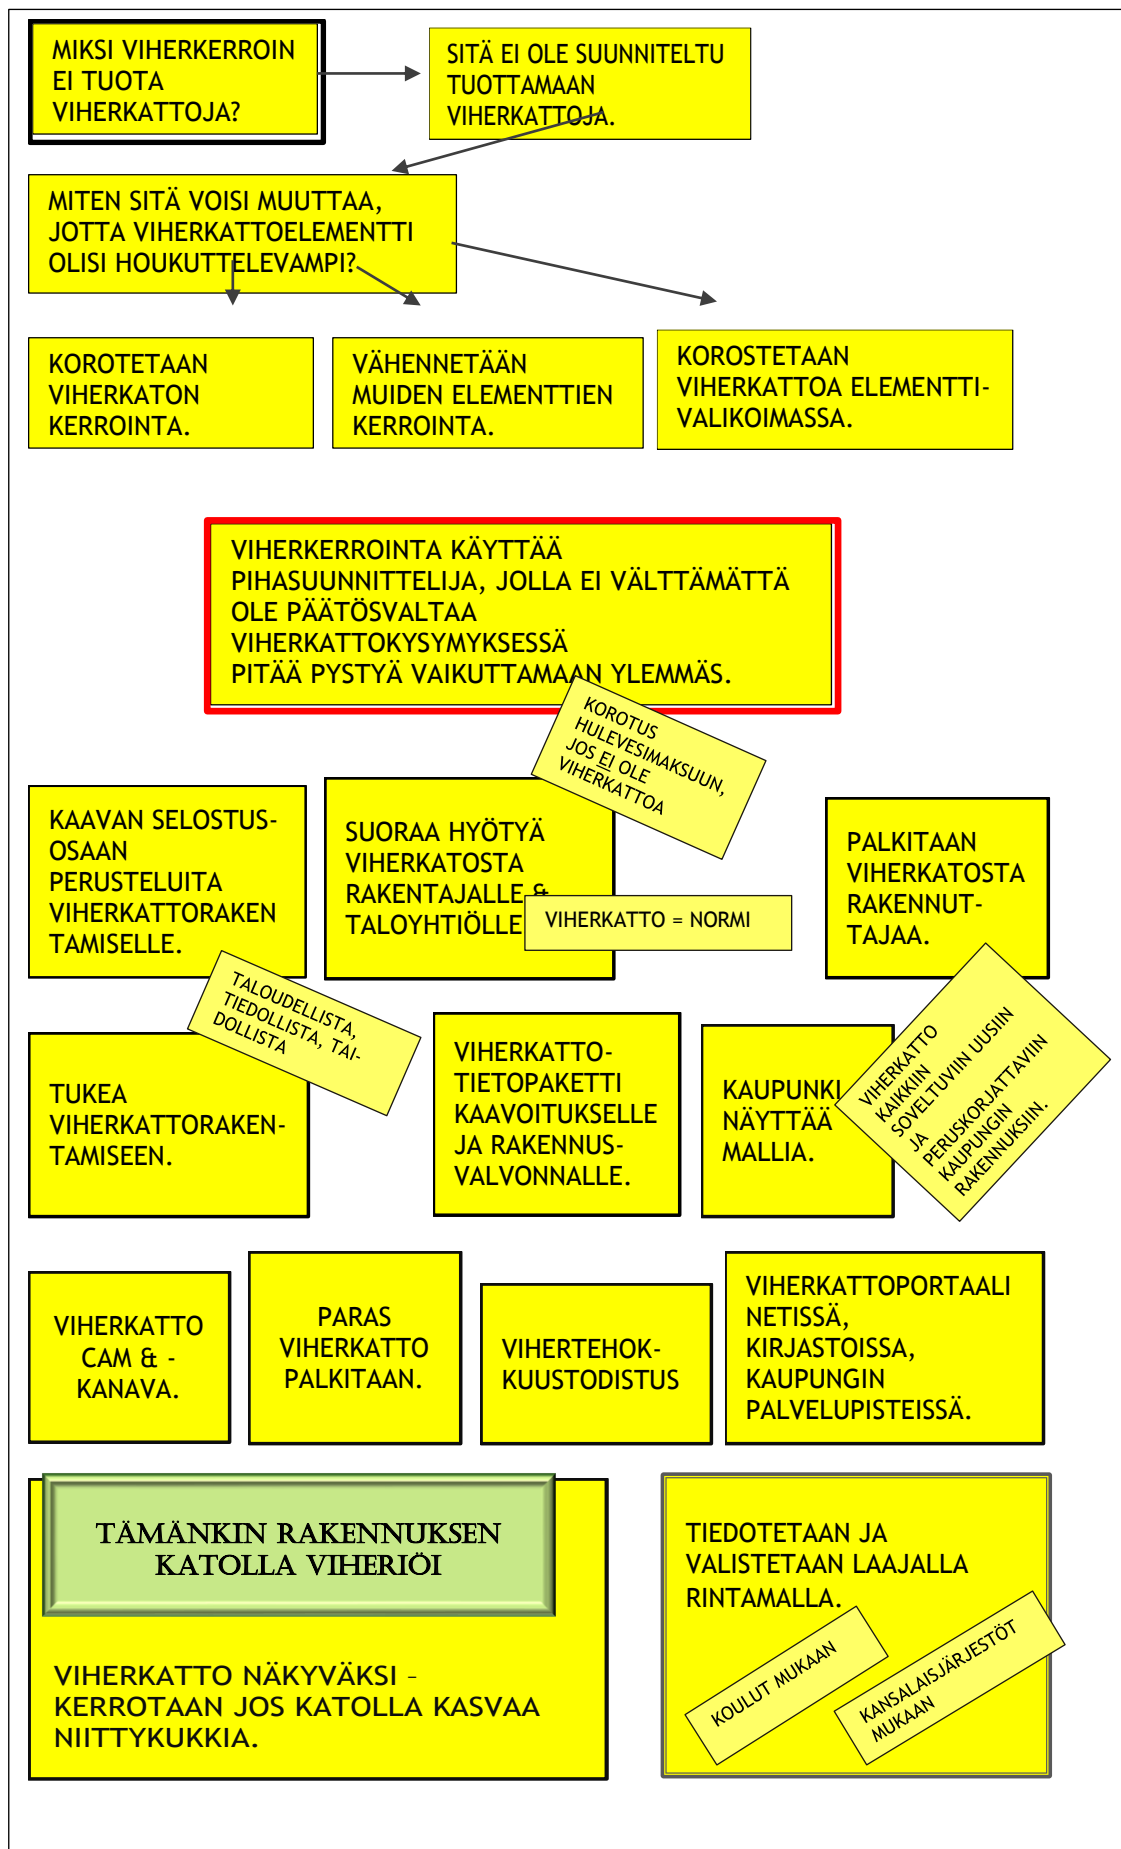 MIKSI VIHERKERROIN
EI TUOTA
VIHERKATTOJA?
SITÄ EI OLE SUUNNITELTU
TUOTTAMAAN
VIHERKATTOJA.
MITEN SITÄ VOISI MUUTTAA,
JOTTA VIHERKATTOELEMENTTI
OLISI HOUKUTTELEVAMPI?
KOROTETAAN
VIHERKATON
KERROINTA.
VÄHENNETÄÄN
MUIDEN ELEMENTTIEN
KERROINTA.
KOROSTETAAN
VIHERKATTOA ELEMENTTI-
VALIKOIMASSA.
VIHERKERROINTA KÄYTTÄÄ
PIHASUUNNITTELIJA, JOLLA EI VÄLTTÄMÄTTÄ
OLE PÄÄTÖSVALTAA
VIHERKATTOKYSYMYKSESSÄ
PITÄÄ PYSTYÄ VAIKUTTAMAAN YLEMMÄS.
KOROTUS
HULEVESIMAKSUUN,
JOS EI OLE
VIHERKATTOA
KAAVAN SELOSTUS-
OSAAN
PERUSTELUITA
VIHERKATTORAKEN
TAMISELLE.
SUORAA HYÖTYÄ
VIHERKATOSTA
RAKENTAJALLE &
TALOYHTIÖLLE
VIHERKATTO = NORMI
PALKITAAN
VIHERKATOSTA
RAKENNUT-
TAJAA.
TALOUDELLISTA,
TIEDOLLISTA, TAI-
DOLLISTA
TUKEA
VIHERKATTORAKEN-
TAMISEEN.
VIHERKATTO-
TIETOPAKETTI
KAAVOITUKSELLE
JA RAKENNUS-
VALVONNALLE.
KAUPUNKI
NÄYTTÄÄ
MALLIA.
VIHERKATTO
KAIKKIIN
SOVELTUVIIN UUSIIN
JA
PERUSKORJATTAVIIN
KAUPUNGIN
RAKENNUKSIIN.
VIHERKATTO
CAM & -
KANAVA.
PARAS
VIHERKATTO
PALKITAAN.
VIHERTEHOK-
KUUSTODISTUS
VIHERKATTOPORTAALI
NETISSÄ,
KIRJASTOISSA,
KAUPUNGIN
PALVELUPISTEISSÄ.
TÄMÄNKIN RAKENNUKSEN
KATOLLA VIHERIÖI
VIHERKATTO NÄKYVÄKSI –
KERROTAAN JOS KATOLLA KASVAA
NIITTYKUKKIA.
TIEDOTETAAN JA
VALISTETAAN LAAJALLA
RINTAMALLA.
KOULUT MUKAAN
KANSALAISJÄRJESTÖT
MUKAAN